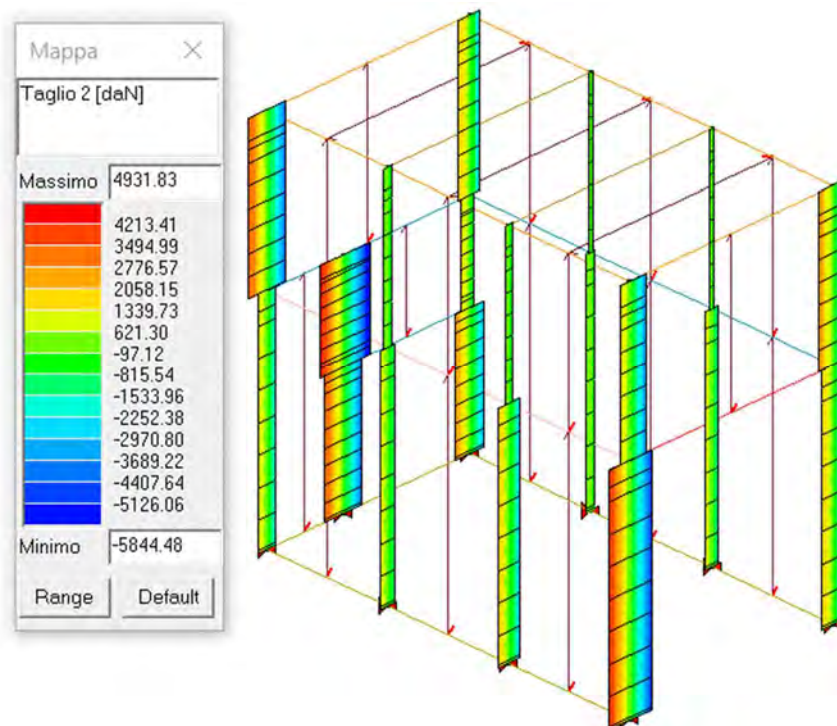 Mappa
Taglio 2 [daN]
Massimo 4931.83
4213.41
3494.99
2776.57
2058.15
1339.73
621.30
-97.12
-815.54
-1533.96
-2252.38
-2970.80
-3689.22
-4407.64
-5126.06
Minimo -5844.48
Range Default